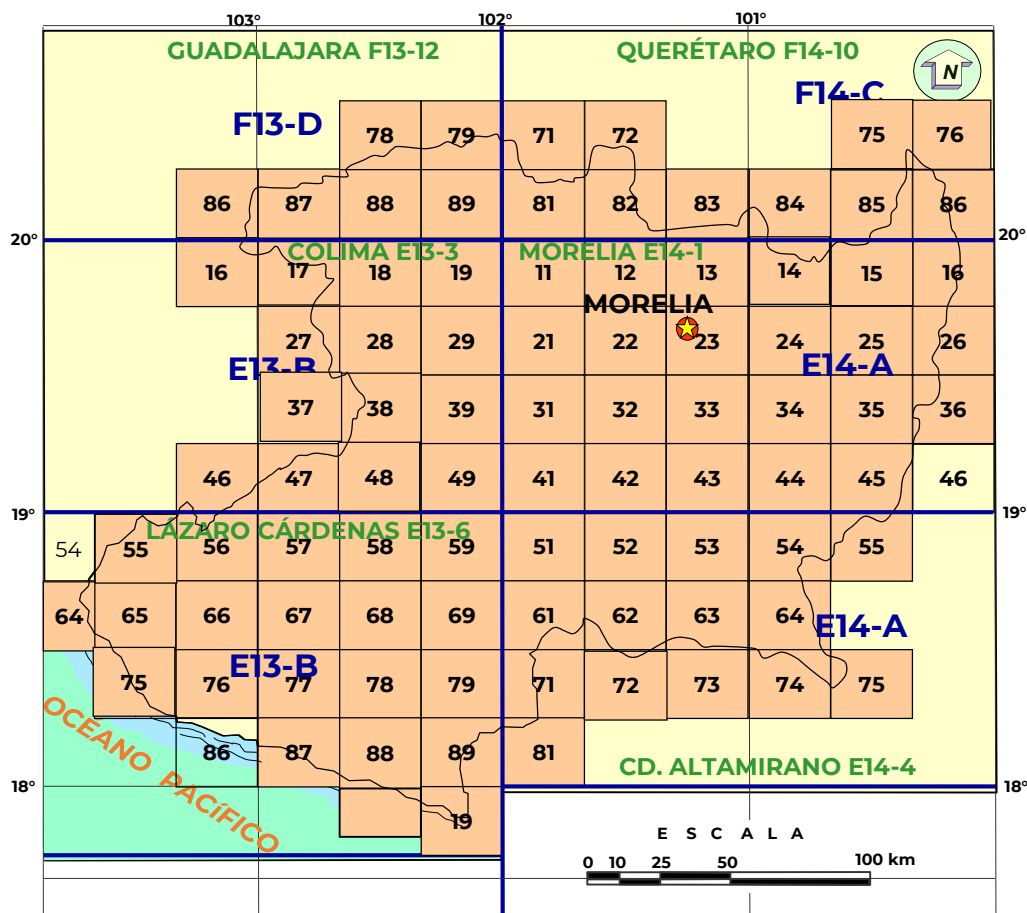 103° 102° 101°
GUADALAJARA F13-12 QUERÉTARO F14-10
N
F13-D F14-C
78 79 71 72 75 76
86 87 88 89 81 82 83 84 85 86
20° 20°
COLIMA E13-3 MORELIA E14-1
16 17 18 19 11 12 13 14 15 16
MORELIA
27 28 29 21 22 23 24 25 26
E13-B E14-A
37 38 39 31 32 33 34 35 36
46 47 48 49 41 42 43 44 45 46
19° 19°
LÁZARO CÁRDENAS E13-6
54 55 56 57 58 59 51 52 53 54 55
64 65 66 67 68 69 61 62 63 64
E14-A
E13-B
75 76 77 78 79 71 72 73 74 75
OCEANO PACíFICO
86 87 88 89 81
CD. ALTAMIRANO E14-4
18° 18°
19
E S C A L A
0 10 25 50 100 km